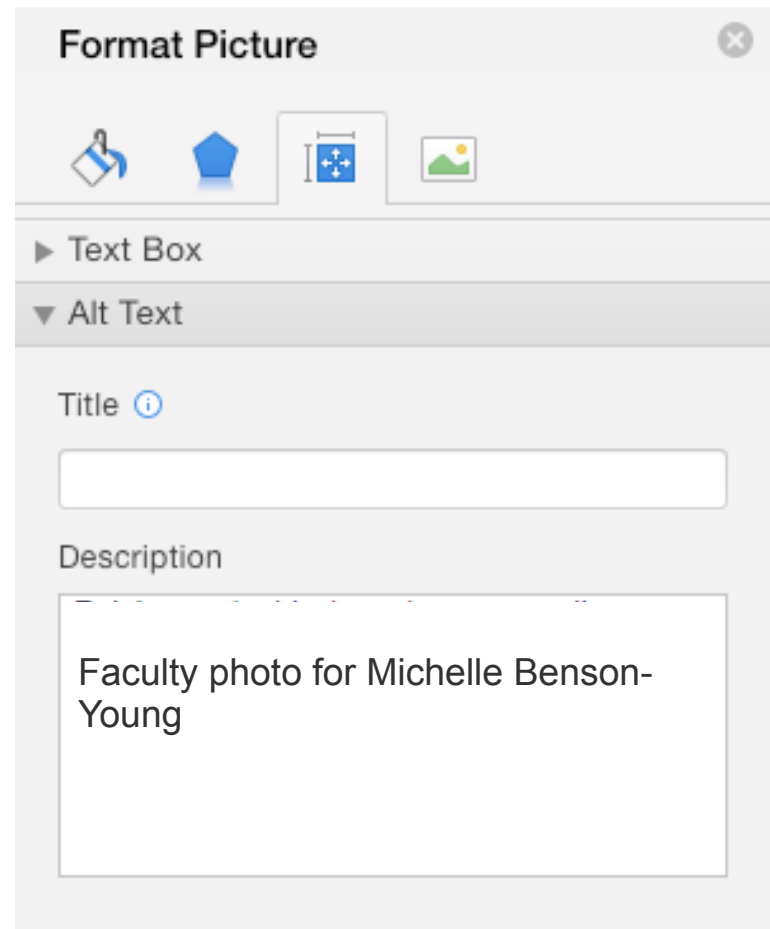 Format Picture
Text Box
Alt Text
Title
Description
Faculty photo for Michelle Benson-
Young